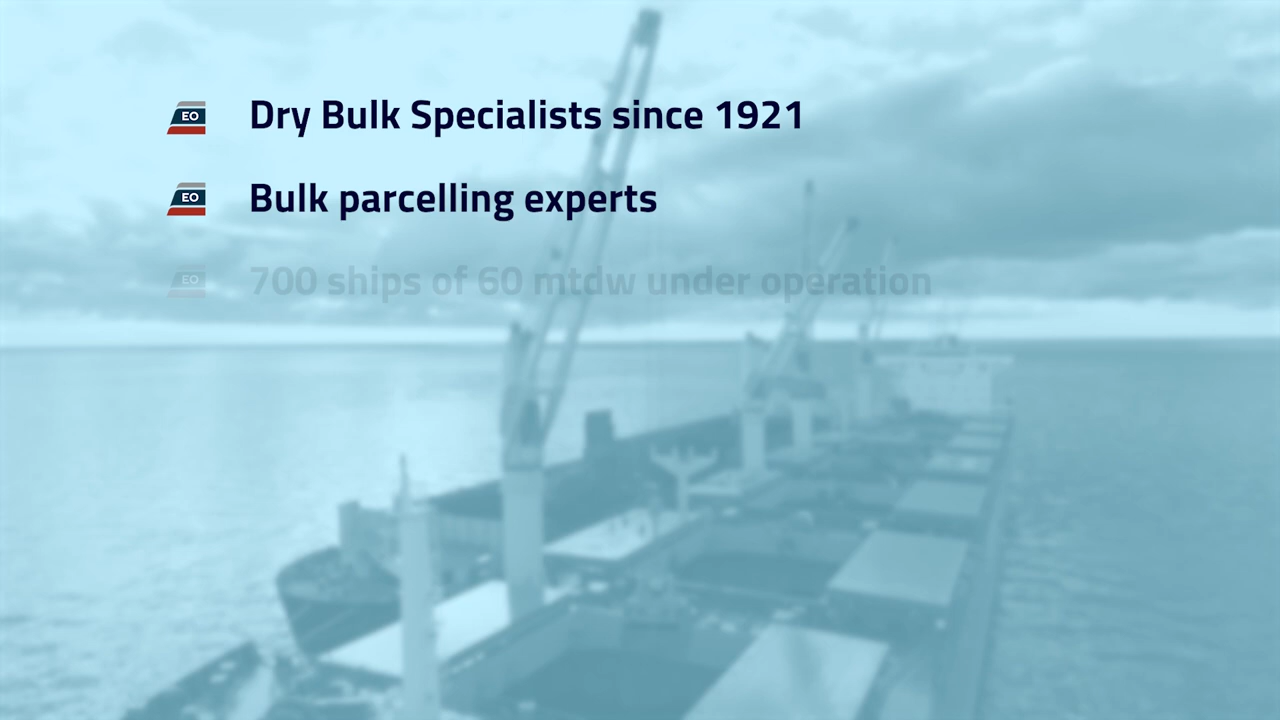 EO Dry Bulk Specialists since 1921
EO Bulk parcelling experts
EO 700 ships of 60 mtdw under operation